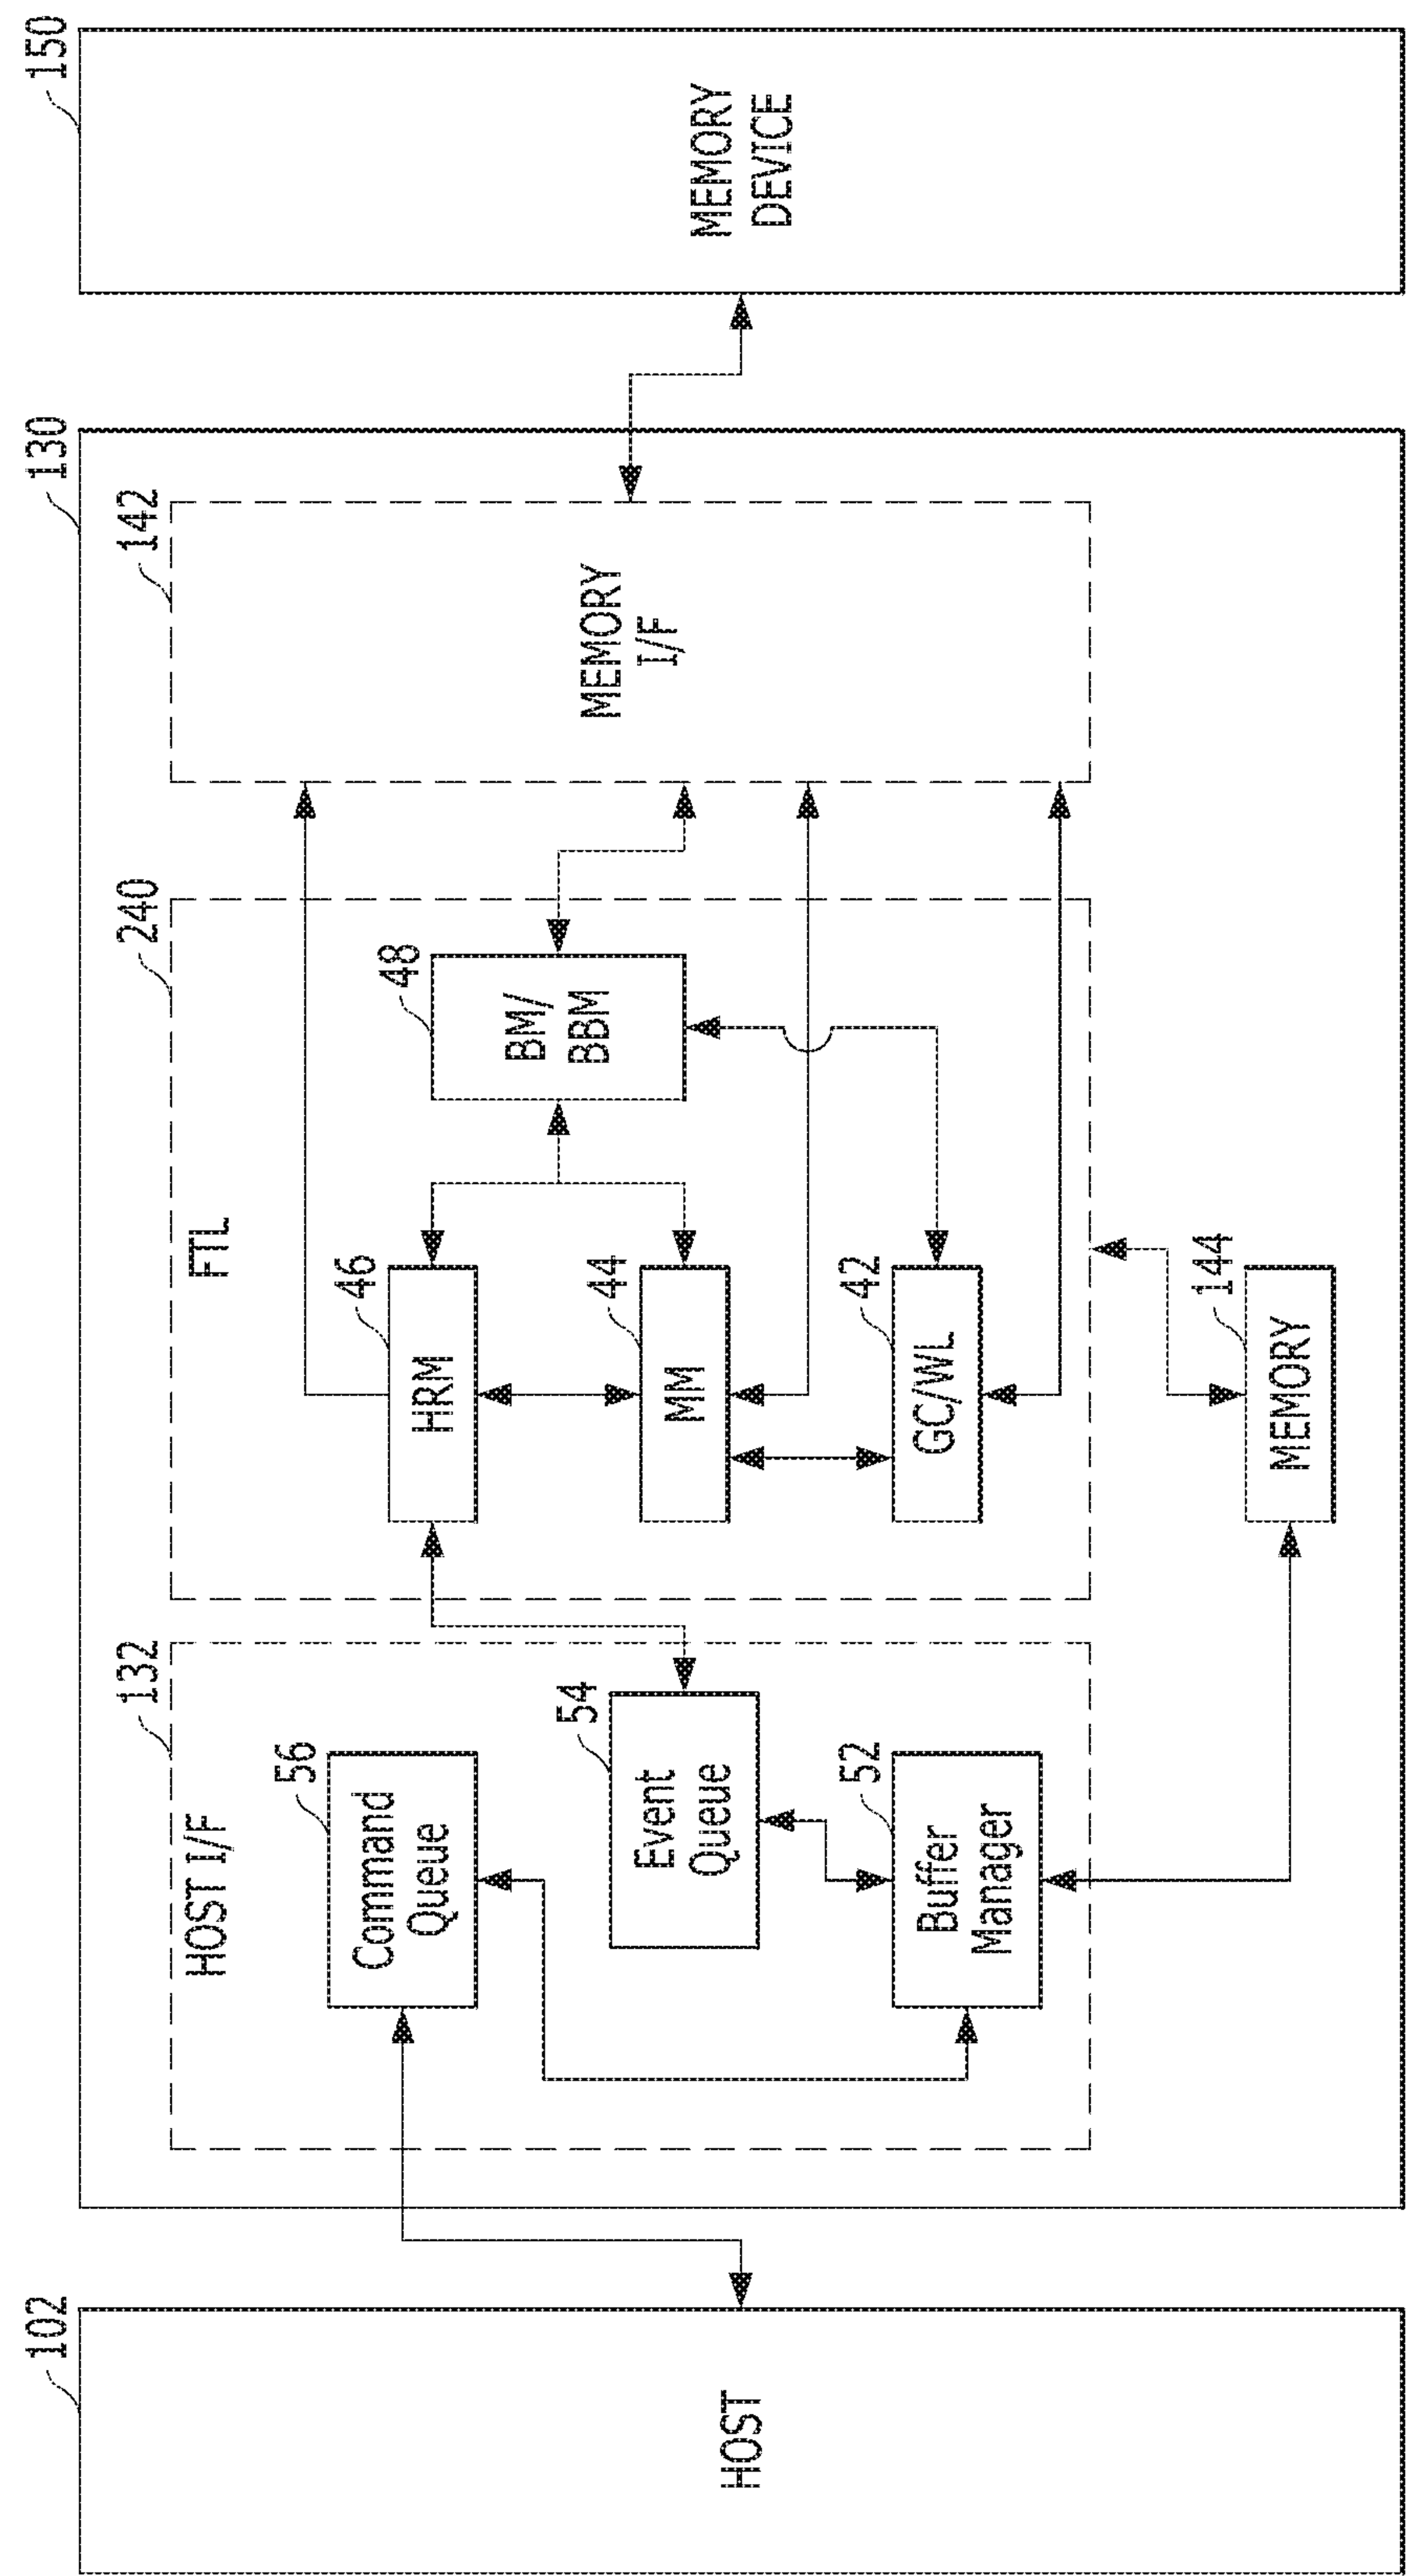 102
HOST
130
132
HOST I/F
56
Command
Queue
54
Event
Queue
52
Buffer
Manager
240
FTL
46
HRM
44
MM
42
GC/WL
48
BM/
BBM
144
MEMORY
142
MEMORY
I/F
150
MEMORY
DEVICE